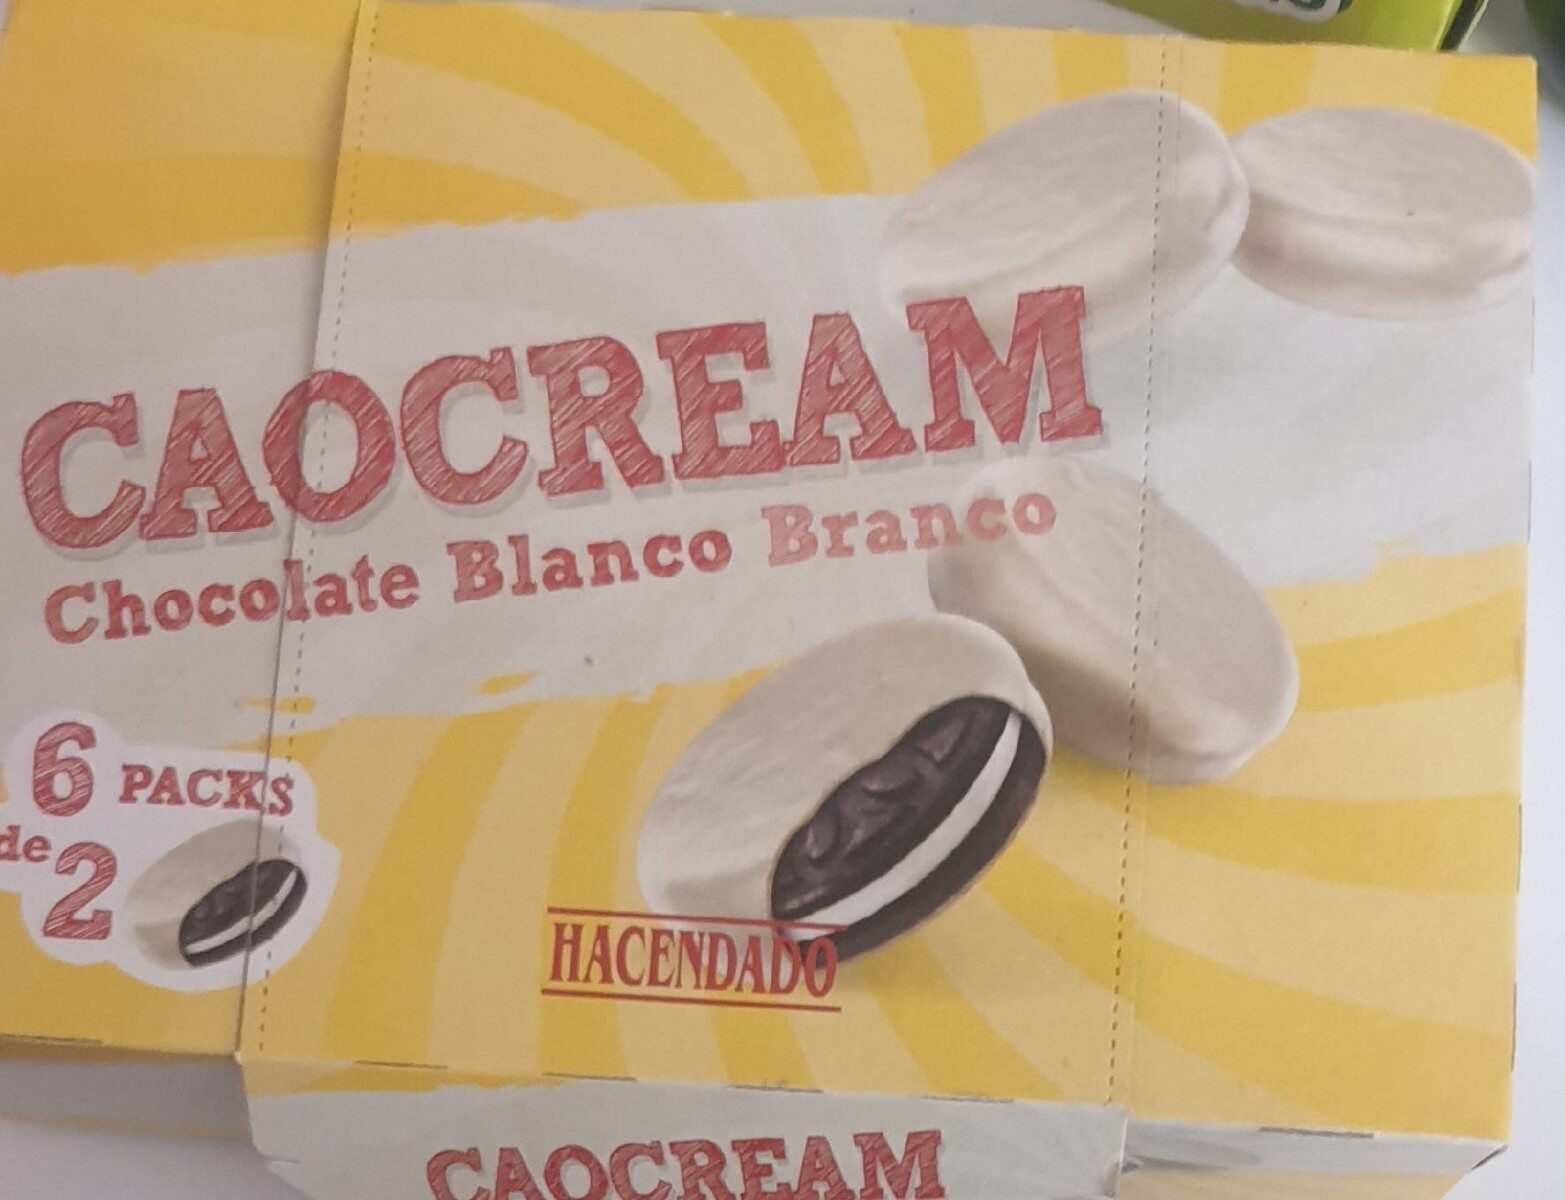 CAOCREAM
Chocolate Blanco Branco
6 PACKS
de 2
HACENDADO
CAOCREAM